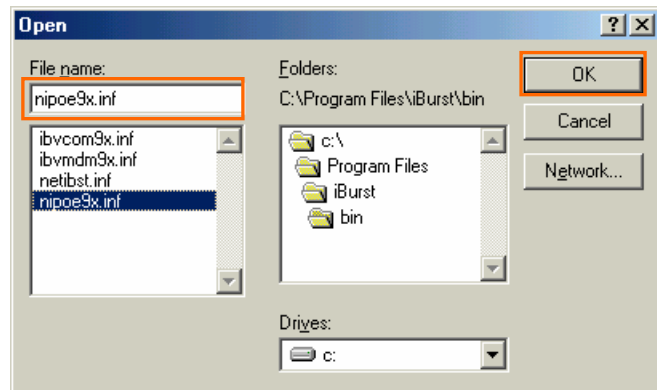 Open
File name:
nipoe9x.inf
ibvcom9x.inf
ibvmdm9x.inf
netibst.inf
nipoe9x.inf
Folders:
C:\Program Files\iBurst\bin
c:\
Program Files
iBurst
bin
Drives:
c:
OK
Cancel
Network...